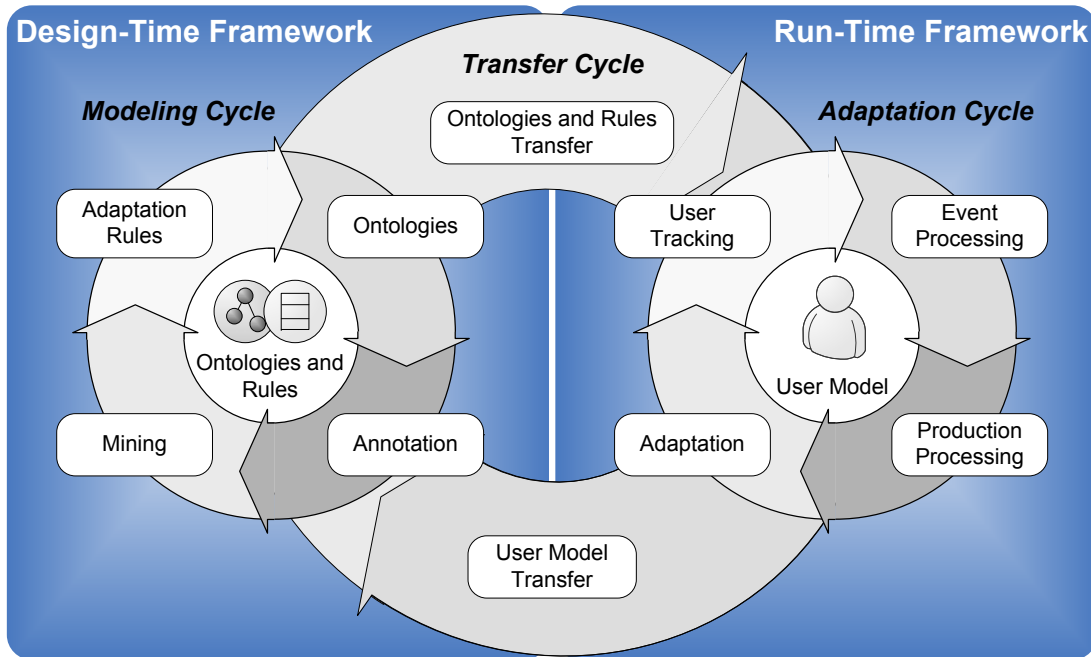 Design-Time Framework
Run-Time Framework
Transfer Cycle
Modeling Cycle
Adaptation Cycle
Ontologies and Rules
Transfer
Adaptation
Rules
Ontologies
User
Tracking
Event
Processing
Ontologies and
Rules
User Model
Mining
Annotation
Adaptation
Production
Processing
User Model
Transfer